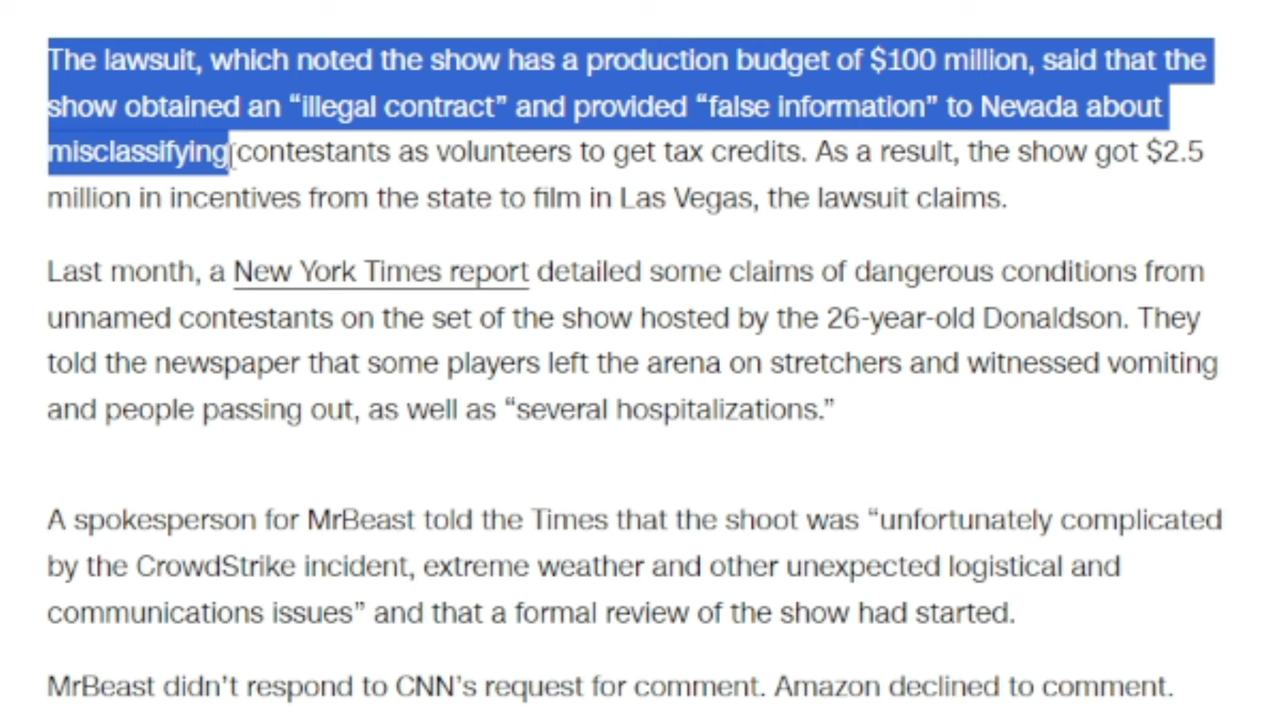 The lawsuit, which noted the show has a production budget of $100 million, said that the
show obtained an “illegal contract” and provided “false information” to Nevada about
misclassifying contestants as volunteers to get tax credits. As a result, the show got $2.5
million in incentives from the state to film in Las Vegas, the lawsuit claims.
Last month, a New York Times report detailed some claims of dangerous conditions from
unnamed contestants on the set of the show hosted by the 26-year-old Donaldson. They
told the newspaper that some players left the arena on stretchers and witnessed vomiting
and people passing out, as well as “several hospitalizations.”
A spokesperson for MrBeast told the Times that the shoot was “unfortunately complicated
by the CrowdStrike incident, extreme weather and other unexpected logistical and
communications issues” and that a formal review of the show had started.
MrBeast didn’t respond to CNN’s request for comment. Amazon declined to comment.